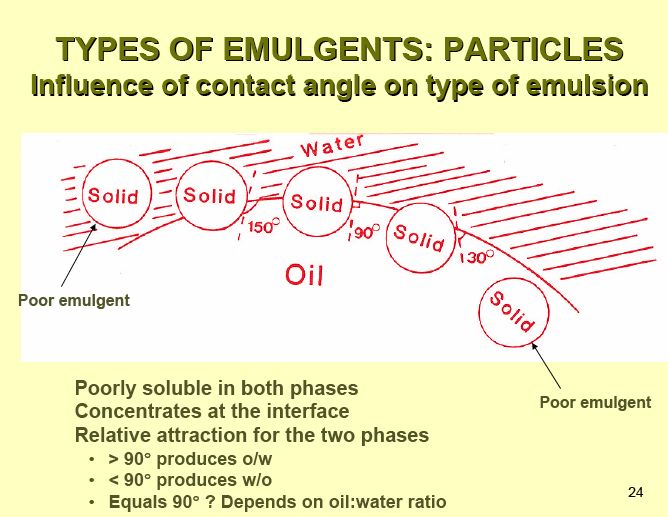 TYPES OF EMULGENTS: PARTICLES
Influence of contact angle on type of emulsion
Water
Solid
Solid
Solid
Solid
Solid
150°
90°
30°
Oil
Poor emulgent
Poor emulgent
Poorly soluble in both phases
Concentrates at the interface
Relative attraction for the two phases
• > 90° produces o/w
• < 90° produces w/o
• Equals 90° ? Depends on oil:water ratio
24